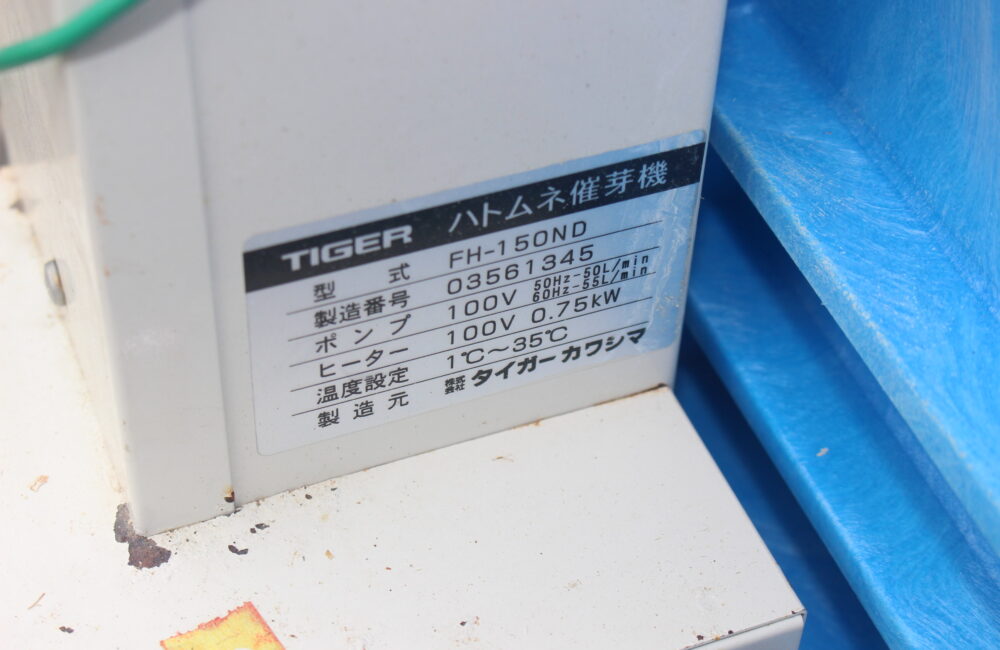 TIGER ハトムネ催芽機
型式 FH-150ND
製造番号 03561345
ポンプ 100V 50Hz-50L/min 60Hz-55L/min
ヒーター 100V 0.75kW
温度設定 1℃〜35℃
製造元 株式会社 タイガーカワシマ